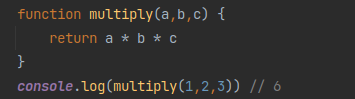 function multiply(a,b,c) {
    return a * b * c
}
console.log(multiply(1,2,3)) // 6